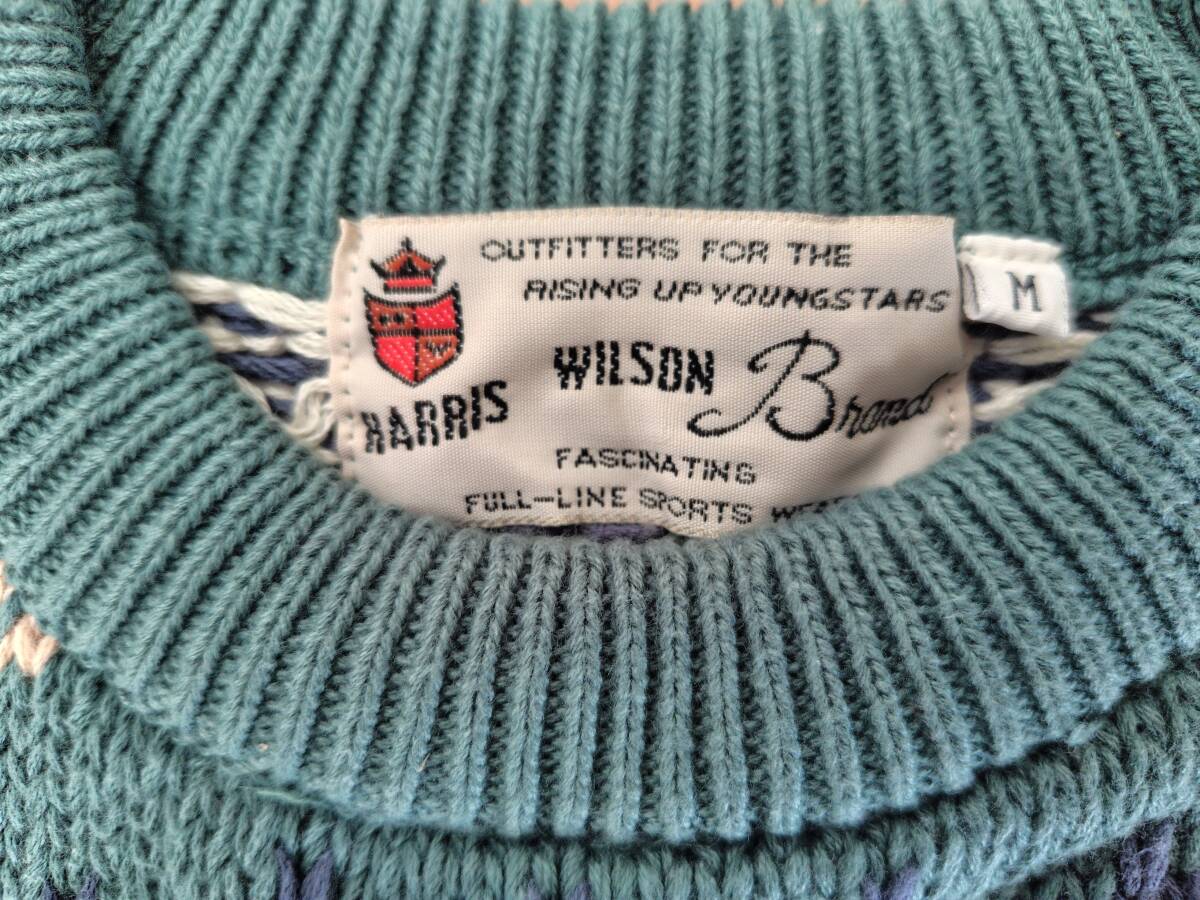 OUTFITTERS FOR THE
RISING UP YOUNGSTARS
M
WILSON Brand
HARRIS
FASCINATING
FULL-LINE SPORTS